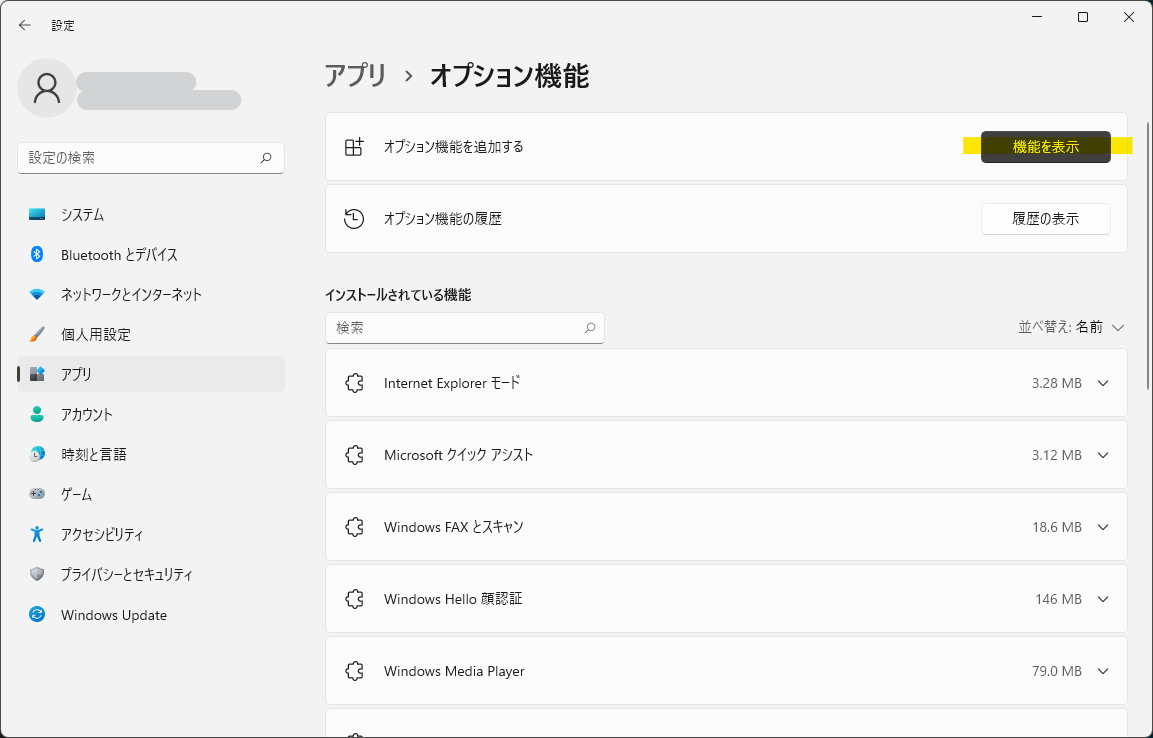 設定
設定の検索
システム
Bluetooth とデバイス
ネットワークとインターネット
個人用設定
アプリ
アカウント
時刻と言語
ゲーム
アクセシビリティ
プライバシーとセキュリティ
Windows Update
アプリ › オプション機能
オプション機能を追加する 機能を表示
オプション機能の履歴 履歴の表示
インストールされている機能
検索 並べ替え: 名前
Internet Explorer モード 3.28 MB
Microsoft クイック アシスト 3.12 MB
Windows FAX とスキャン 18.6 MB
Windows Hello 顔認証 146 MB
Windows Media Player 79.0 MB